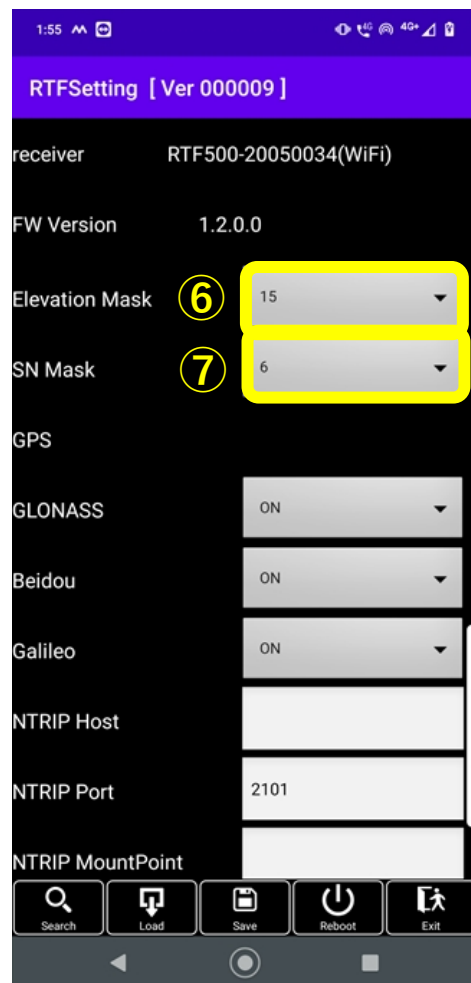 1:55 4G 4G+
RTFSetting [ Ver 000009 ]
receiver RTF500-20050034(WiFi)
FW Version 1.2.0.0
Elevation Mask ⑥ 15
SN Mask ⑦ 6
GPS
GLONASS ON
Beidou ON
Galileo ON
NTRIP Host
NTRIP Port 2101
NTRIP MountPoint
Search Load Save Reboot Exit